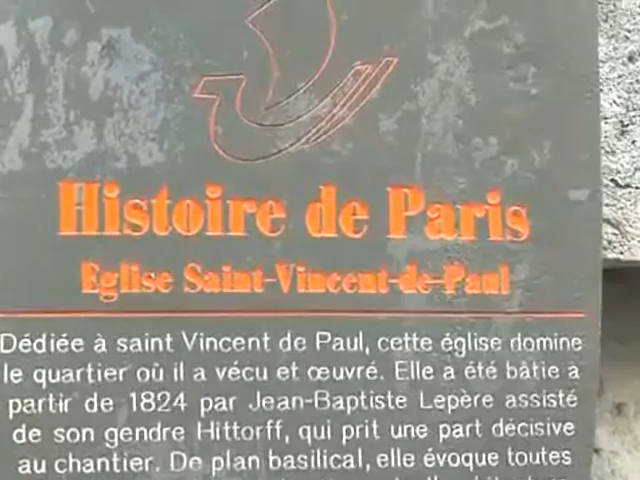 Histoire de Paris
Eglise Saint-Vincent-de-Paul
Dédiée à saint Vincent de Paul, cette église domine
le quartier où il a vécu et œuvré. Elle a été bâtie à
partir de 1824 par Jean-Baptiste Lepère assisté
de son gendre Hittorff, qui prit une part décisive
au chantier. De plan basilical, elle évoque toutes